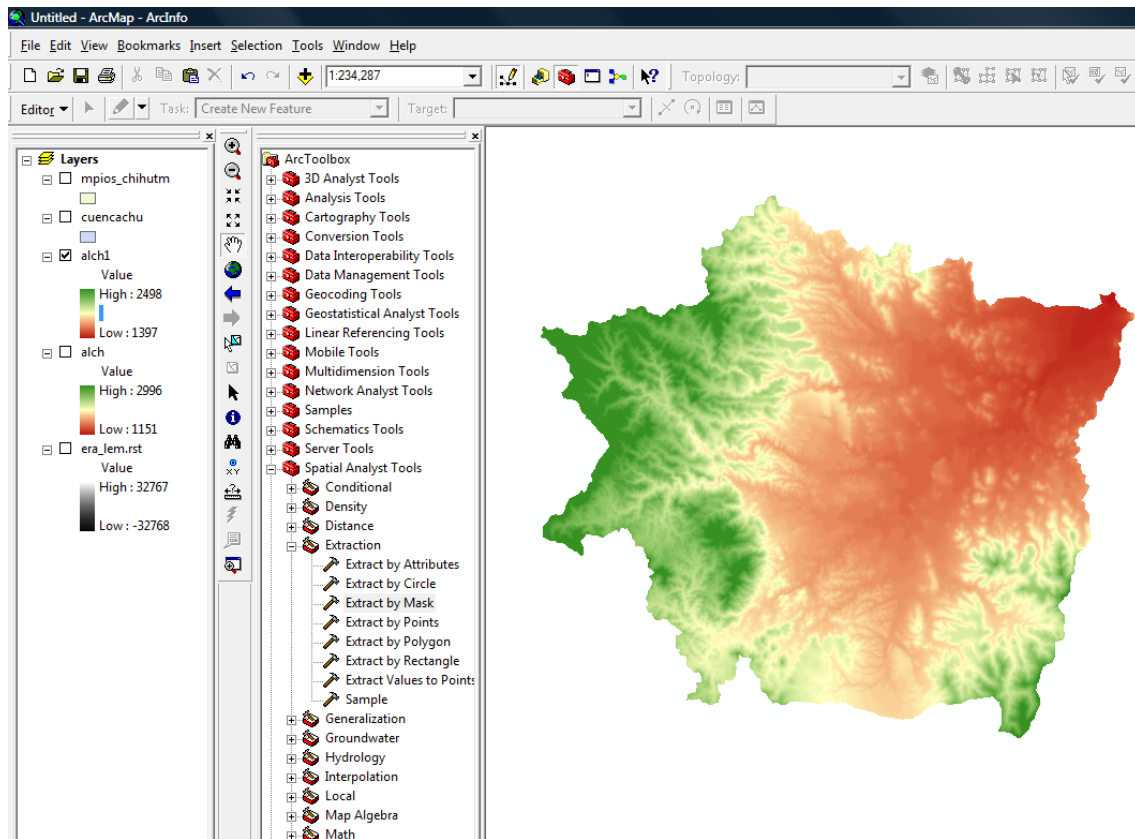 Untitled - ArcMap - ArcInfo
File Edit View Bookmarks Insert Selection Tools Window Help
1:234,287
Topology:
Editor
Task: Create New Feature
Target:
Layers
mpios_chihutm
cuencachu
alch1
Value
High : 2498
Low : 1397
alch
Value
High : 2996
Low : 1151
era_lem.rst
Value
High : 32767
Low : -32768
XY
ArcToolbox
3D Analyst Tools
Analysis Tools
Cartography Tools
Conversion Tools
Data Interoperability Tools
Data Management Tools
Geocoding Tools
Geostatistical Analyst Tools
Linear Referencing Tools
Mobile Tools
Multidimension Tools
Network Analyst Tools
Samples
Schematics Tools
Server Tools
Spatial Analyst Tools
Conditional
Density
Distance
Extraction
Extract by Attributes
Extract by Circle
Extract by Mask
Extract by Points
Extract by Polygon
Extract by Rectangle
Extract Values to Points
Sample
Generalization
Groundwater
Hydrology
Interpolation
Local
Map Algebra
Math